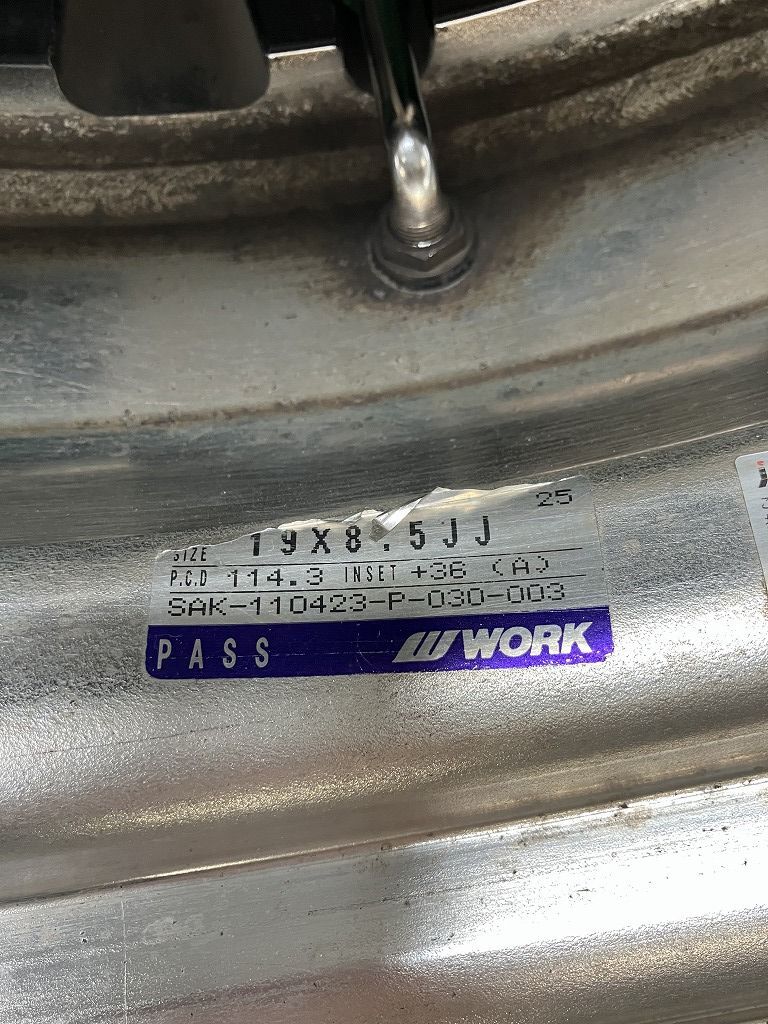 25
SIZE 19X8.5JJ
P.C.D 114.3 INSET +36 (A)
SAK-110423-P-030-003
PASS WORK